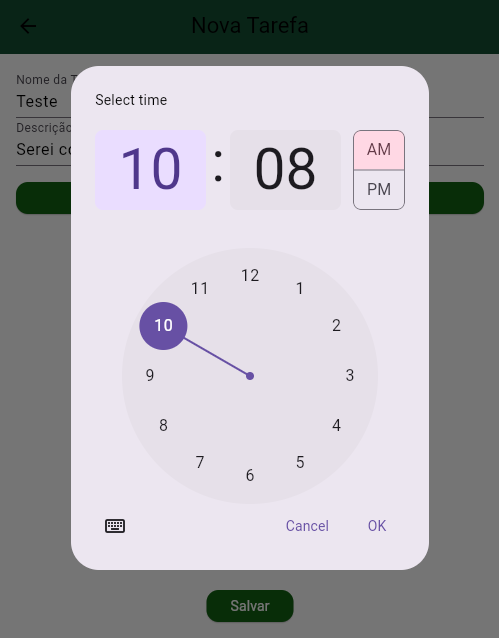 Nova Tarefa
Nome da T
Teste
Descrição
Serei co
Select time
10 : 08
AM
PM
12
1
2
3
4
5
6
7
8
9
10
11
Cancel
OK
Salvar